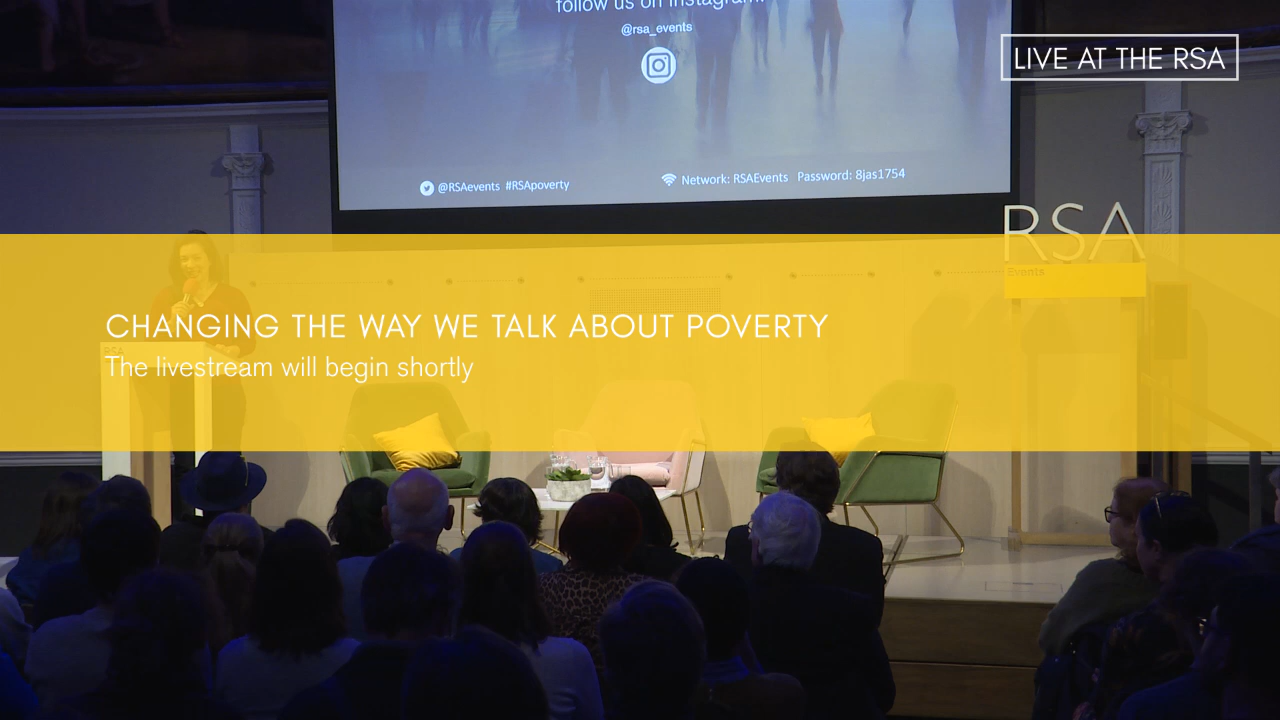 follow us on Instagram:
@rsa_events
LIVE AT THE RSA
@RSAevents #RSApoverty
Network: RSAEvents Password: 8jas1754
RSA
Events
CHANGING THE WAY WE TALK ABOUT POVERTY
RSA
The livestream will begin shortly